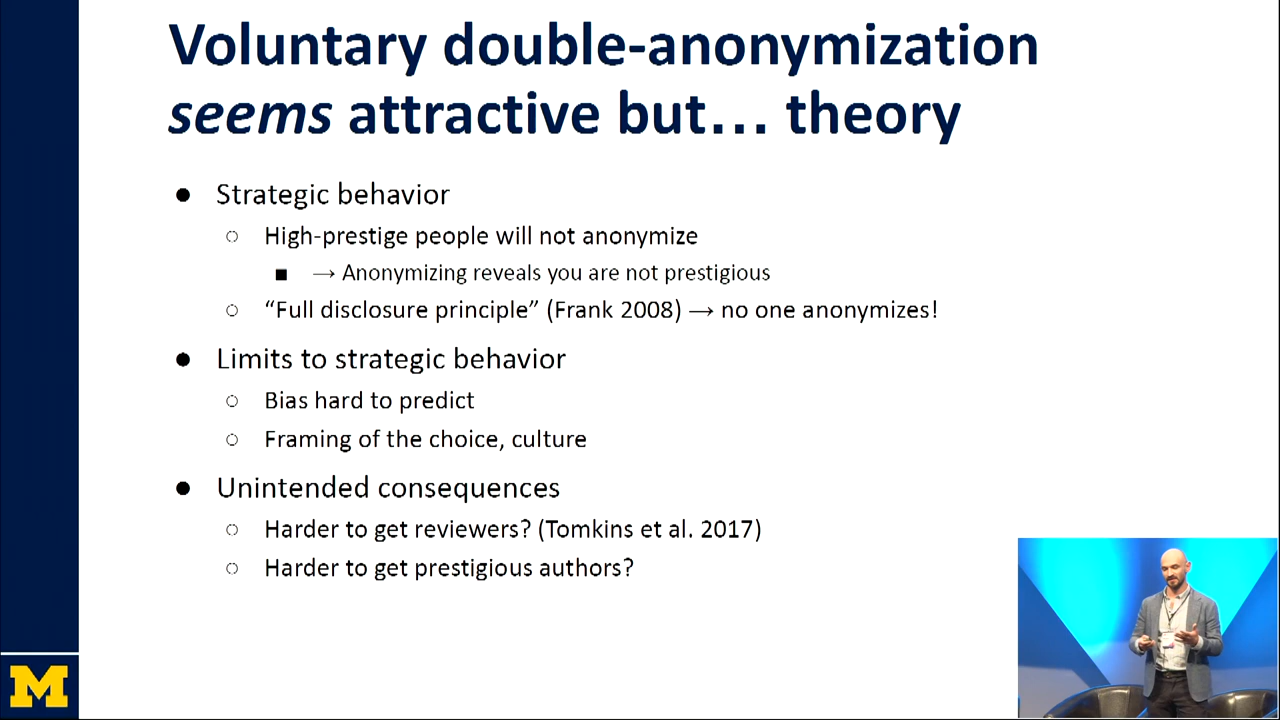 Voluntary double-anonymization
seems attractive but... theory
● Strategic behavior
○ High-prestige people will not anonymize
■ → Anonymizing reveals you are not prestigious
○ “Full disclosure principle” (Frank 2008) → no one anonymizes!
● Limits to strategic behavior
○ Bias hard to predict
○ Framing of the choice, culture
● Unintended consequences
○ Harder to get reviewers? (Tomkins et al. 2017)
○ Harder to get prestigious authors?
M